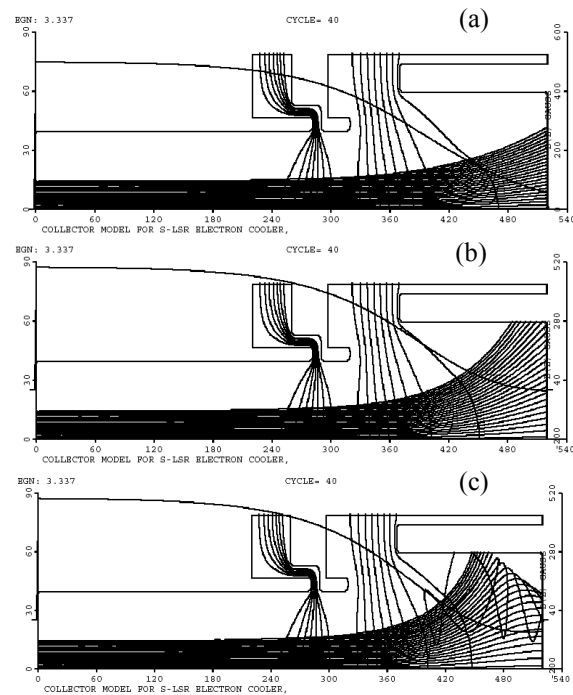 EGN: 3.337 CYCLE= 40 (a)
90
60
30
0
600
400
200
0
0 60 120 180 240 300 360 420 480 540
COLLECTOR MODEL FOR S-LSR ELECTRON COOLER,
EGN: 3.337 CYCLE= 40 (b)
90
60
30
0
520
280
40
200
0 60 120 180 240 300 360 420 480 540
COLLECTOR MODEL FOR S-LSR ELECTRON COOLER,
EGN: 3.337 CYCLE= 40 (c)
90
60
30
0
520
280
40
200
0 60 120 180 240 300 360 420 480 540
COLLECTOR MODEL FOR S-LSR ELECTRON COOLER,